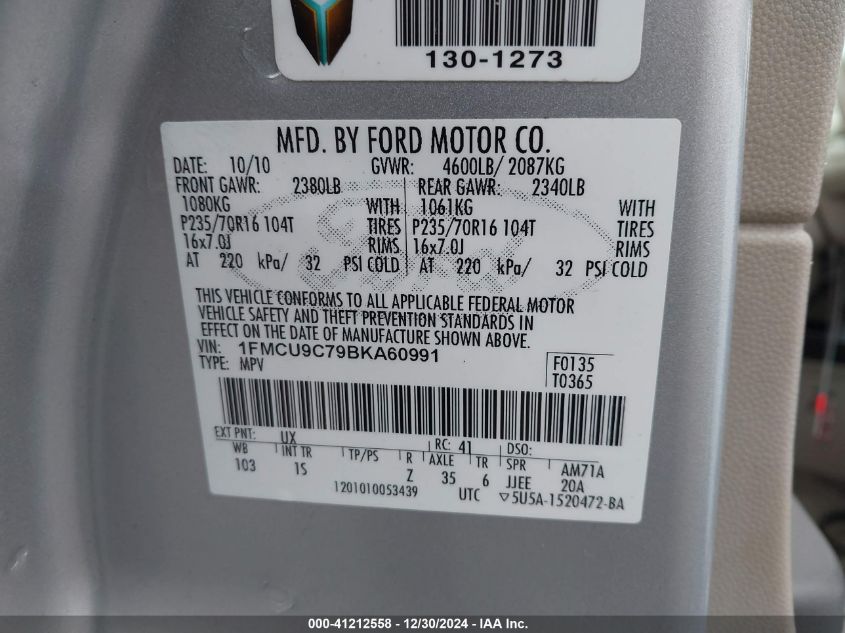 130-1273
MFD. BY FORD MOTOR CO.
DATE: 10/10 GVWR: 4600LB/ 2087KG
FRONT GAWR: 2380LB REAR GAWR: 2340LB
1080KG WITH 1061KG WITH
P235/70R16 104T TIRES P235/70R16 104T TIRES
16x7.0J RIMS 16x7.0J RIMS
AT 220 kPa/ 32 PSI COLD AT 220 kPa/ 32 PSI COLD
THIS VEHICLE CONFORMS TO ALL APPLICABLE FEDERAL MOTOR
VEHICLE SAFETY AND THEFT PREVENTION STANDARDS IN
EFFECT ON THE DATE OF MANUFACTURE SHOWN ABOVE.
VIN: 1FMCU9C79BKA60991 F0135
TYPE: MPV T0365
EXT PNT: UX RC: 41 DSO:
WB INT TR TP/PS R AXLE TR SPR AM71A
103 1S Z 35 6 JJEE 20A
1201010053439 UTC ▽5U5A-1520472-BA
000-41212558 - 12/30/2024 - IAA Inc.